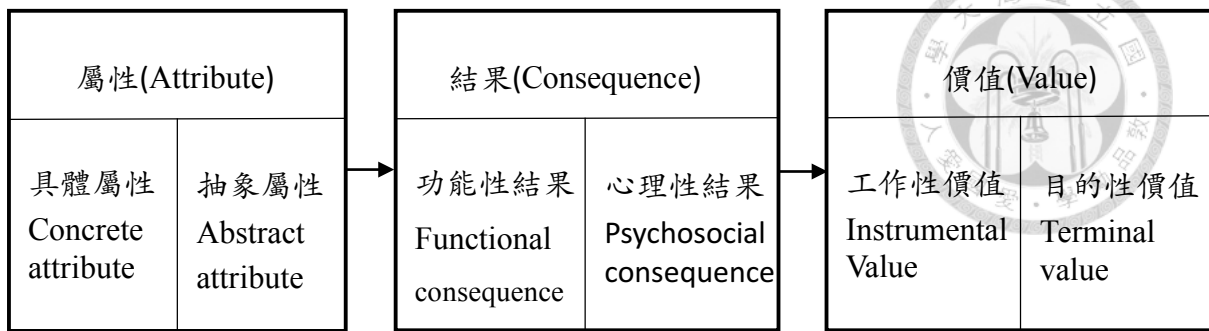 屬性(Attribute)
具體屬性
Concrete
attribute
抽象屬性
Abstract
attribute
結果(Consequence)
功能性結果
Functional
consequence
心理性結果
Psychosocial
consequence
價值(Value)
工作性價值
Instrumental
Value
目的性價值
Terminal
value